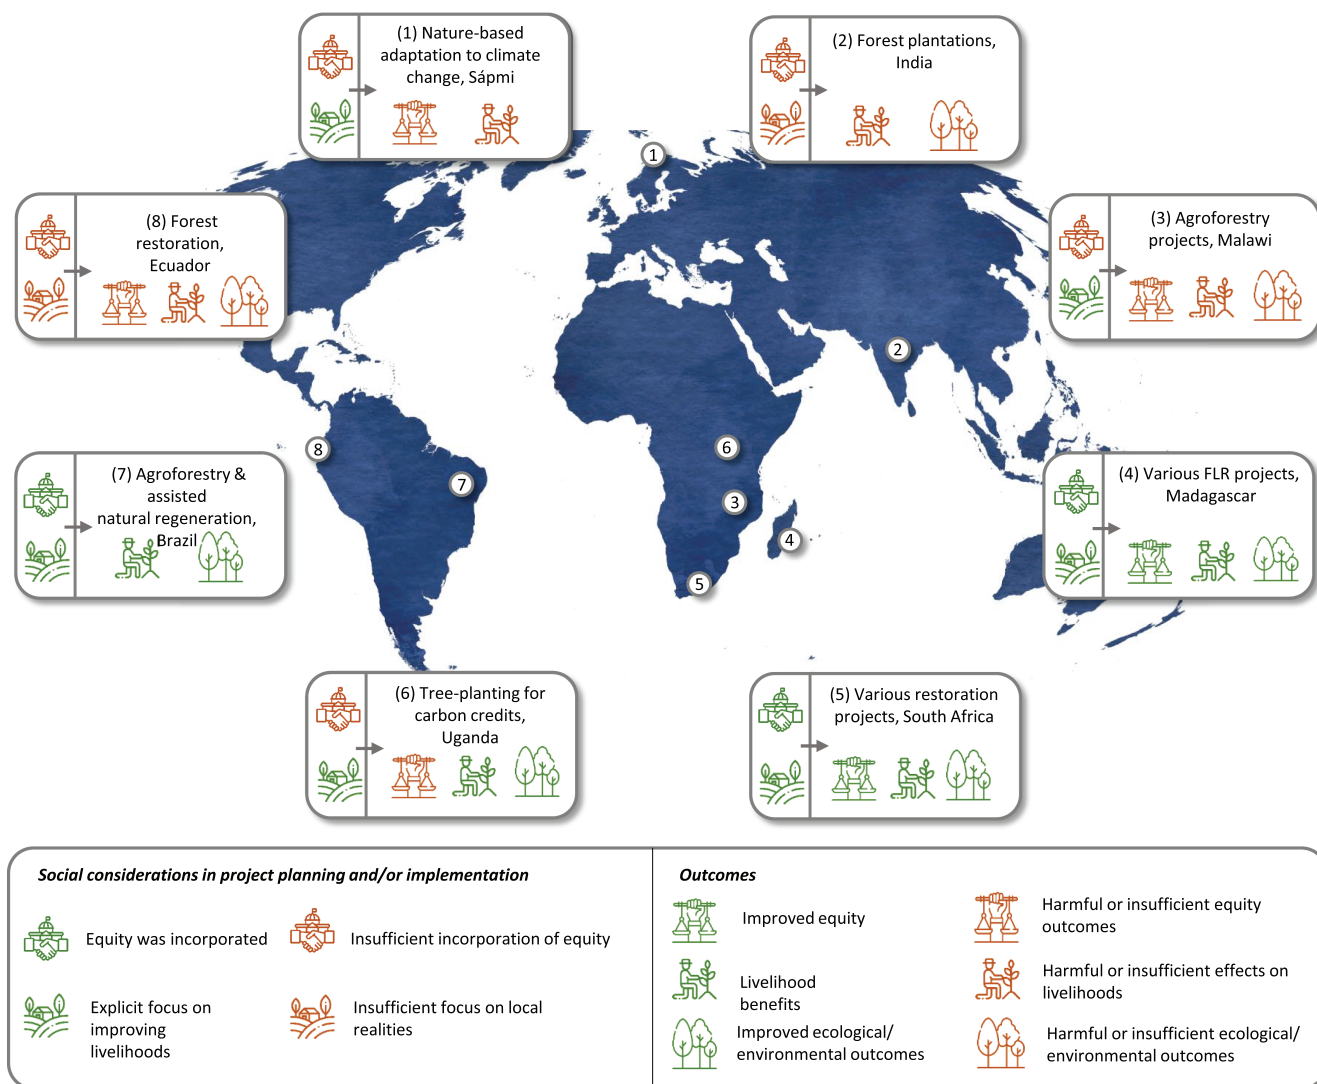 (1) Nature-based
adaptation to climate
change, Sápmi
(2) Forest plantations,
India
(8) Forest
restoration,
Ecuador
(3) Agroforestry
projects, Malawi
(7) Agroforestry &
assisted
natural regeneration,
Brazil
(4) Various FLR projects,
Madagascar
(6) Tree-planting for
carbon credits,
Uganda
(5) Various restoration
projects, South Africa
1
2
8
6
7
3
4
5
Social considerations in project planning and/or implementation
Equity was incorporated
Insufficient incorporation of equity
Explicit focus on
improving
livelihoods
Insufficient focus on local
realities
Outcomes
Improved equity
Harmful or insufficient equity
outcomes
Livelihood
benefits
Harmful or insufficient effects on
livelihoods
Improved ecological/
environmental outcomes
Harmful or insufficient ecological/
environmental outcomes